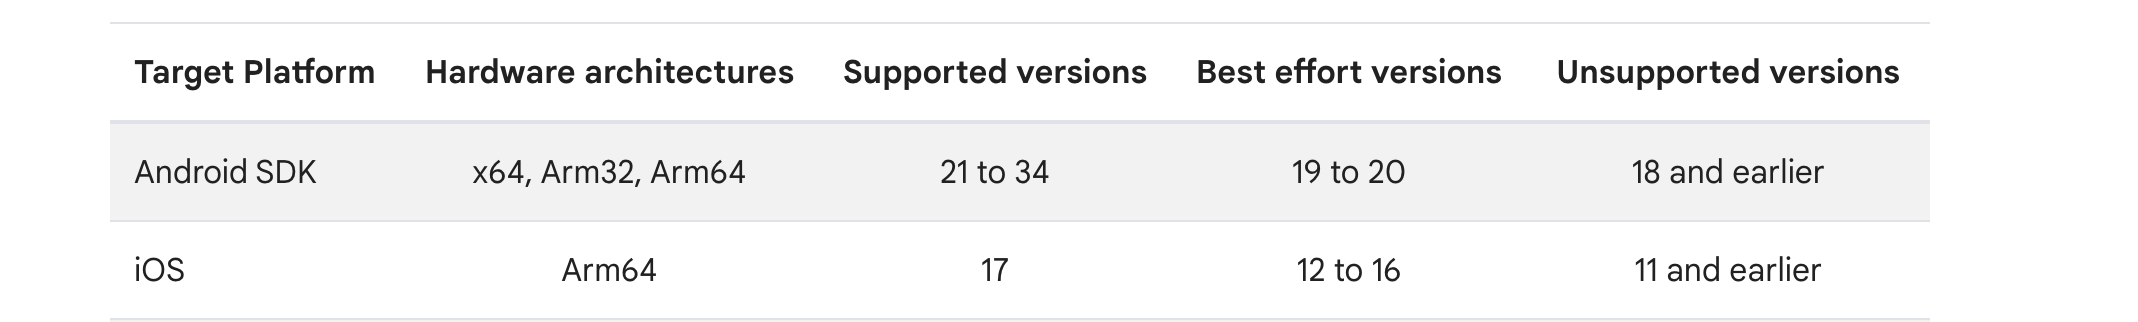 Target Platform Hardware architectures Supported versions Best effort versions Unsupported versions
Android SDK x64, Arm32, Arm64 21 to 34 19 to 20 18 and earlier
iOS Arm64 17 12 to 16 11 and earlier